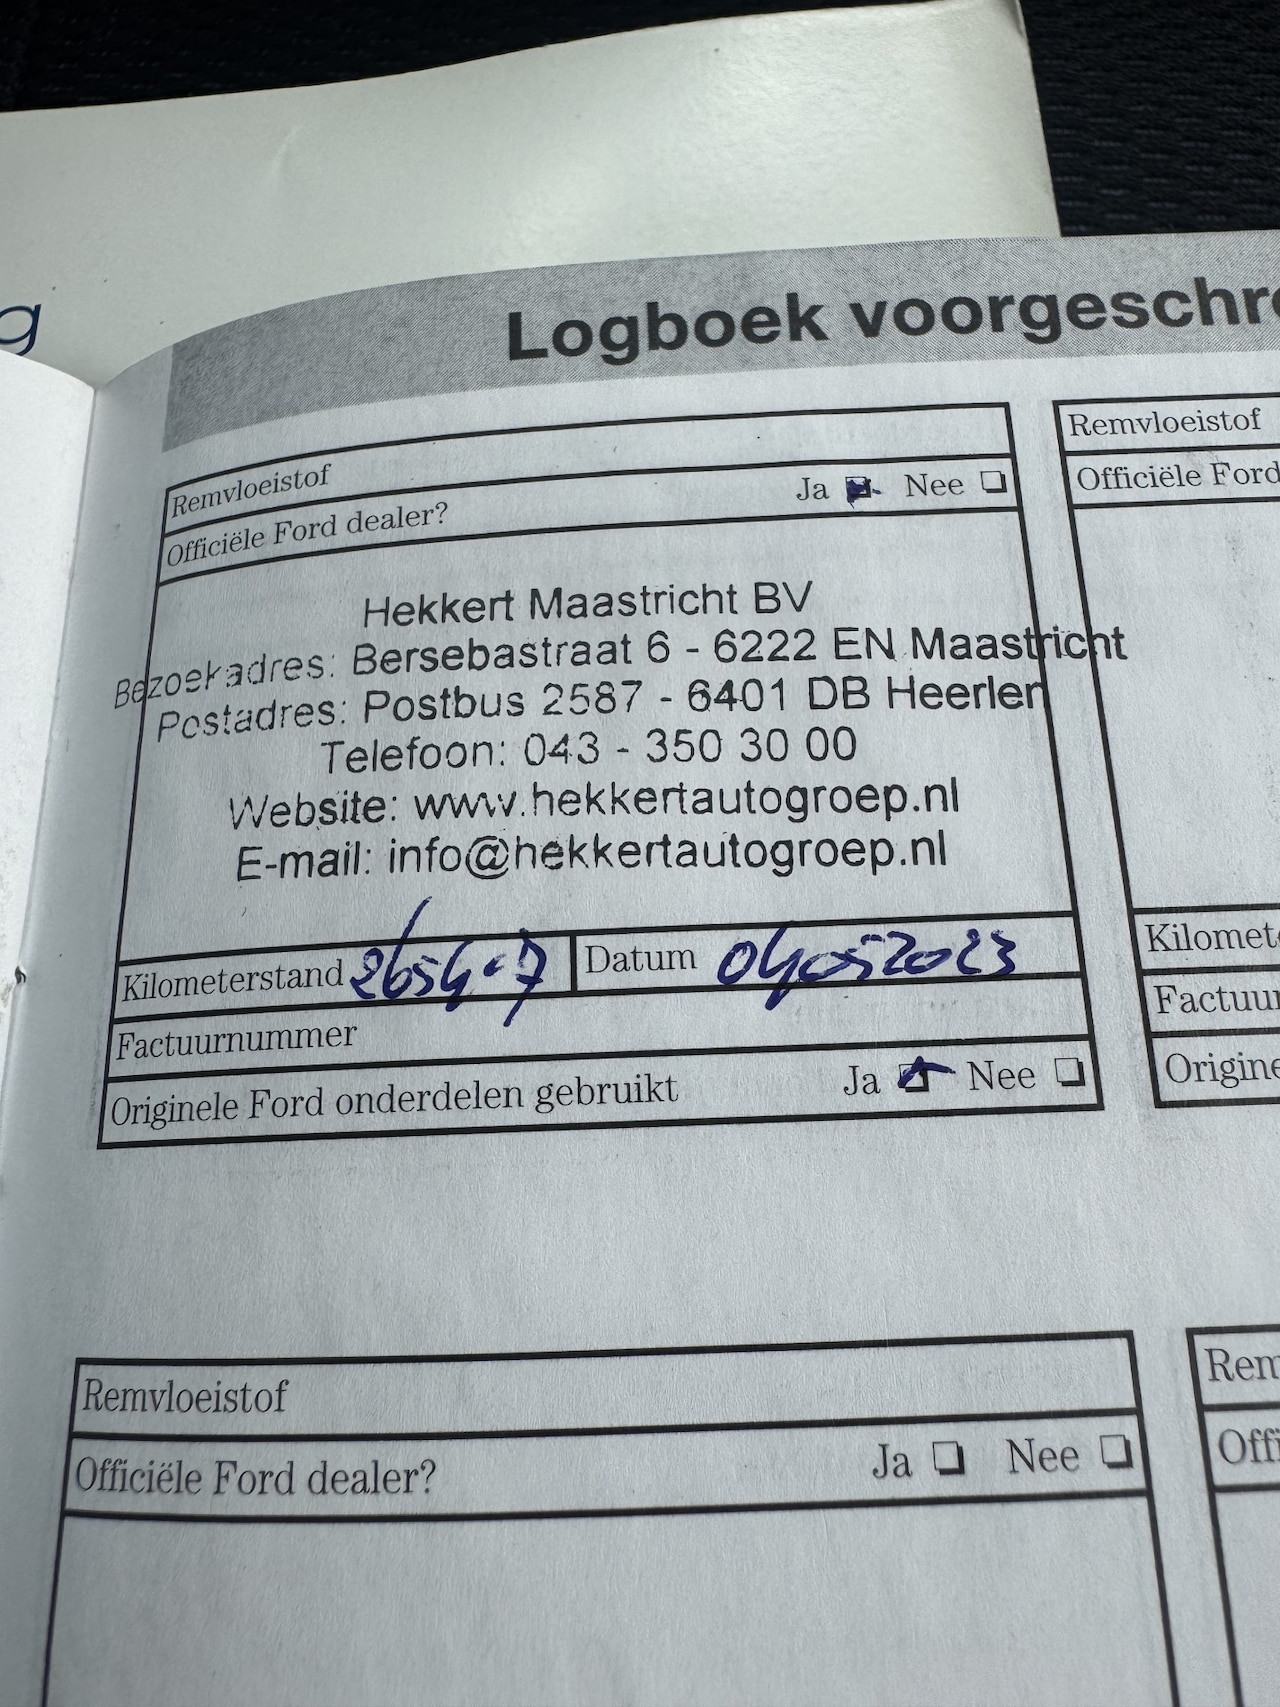 g
Logboek voorgeschre
Remvloeistof
Officiële Ford dealer? Ja Nee
Hekkert Maastricht BV
Bezoekadres: Bersebastraat 6 - 6222 EN Maastricht
Postadres: Postbus 2587 - 6401 DB Heerlen
Telefoon: 043 - 350 30 00
Website: www.hekkertautogroep.nl
E-mail: info@hekkertautogroep.nl
Kilometerstand Datum 04052023
Factuurnummer
Originele Ford onderdelen gebruikt Ja Nee
Remvloeistof
Officiële Ford
Kilomet
Factuur
Origine
Remvloeistof
Officiële Ford dealer? Ja Nee
Rem
Offi